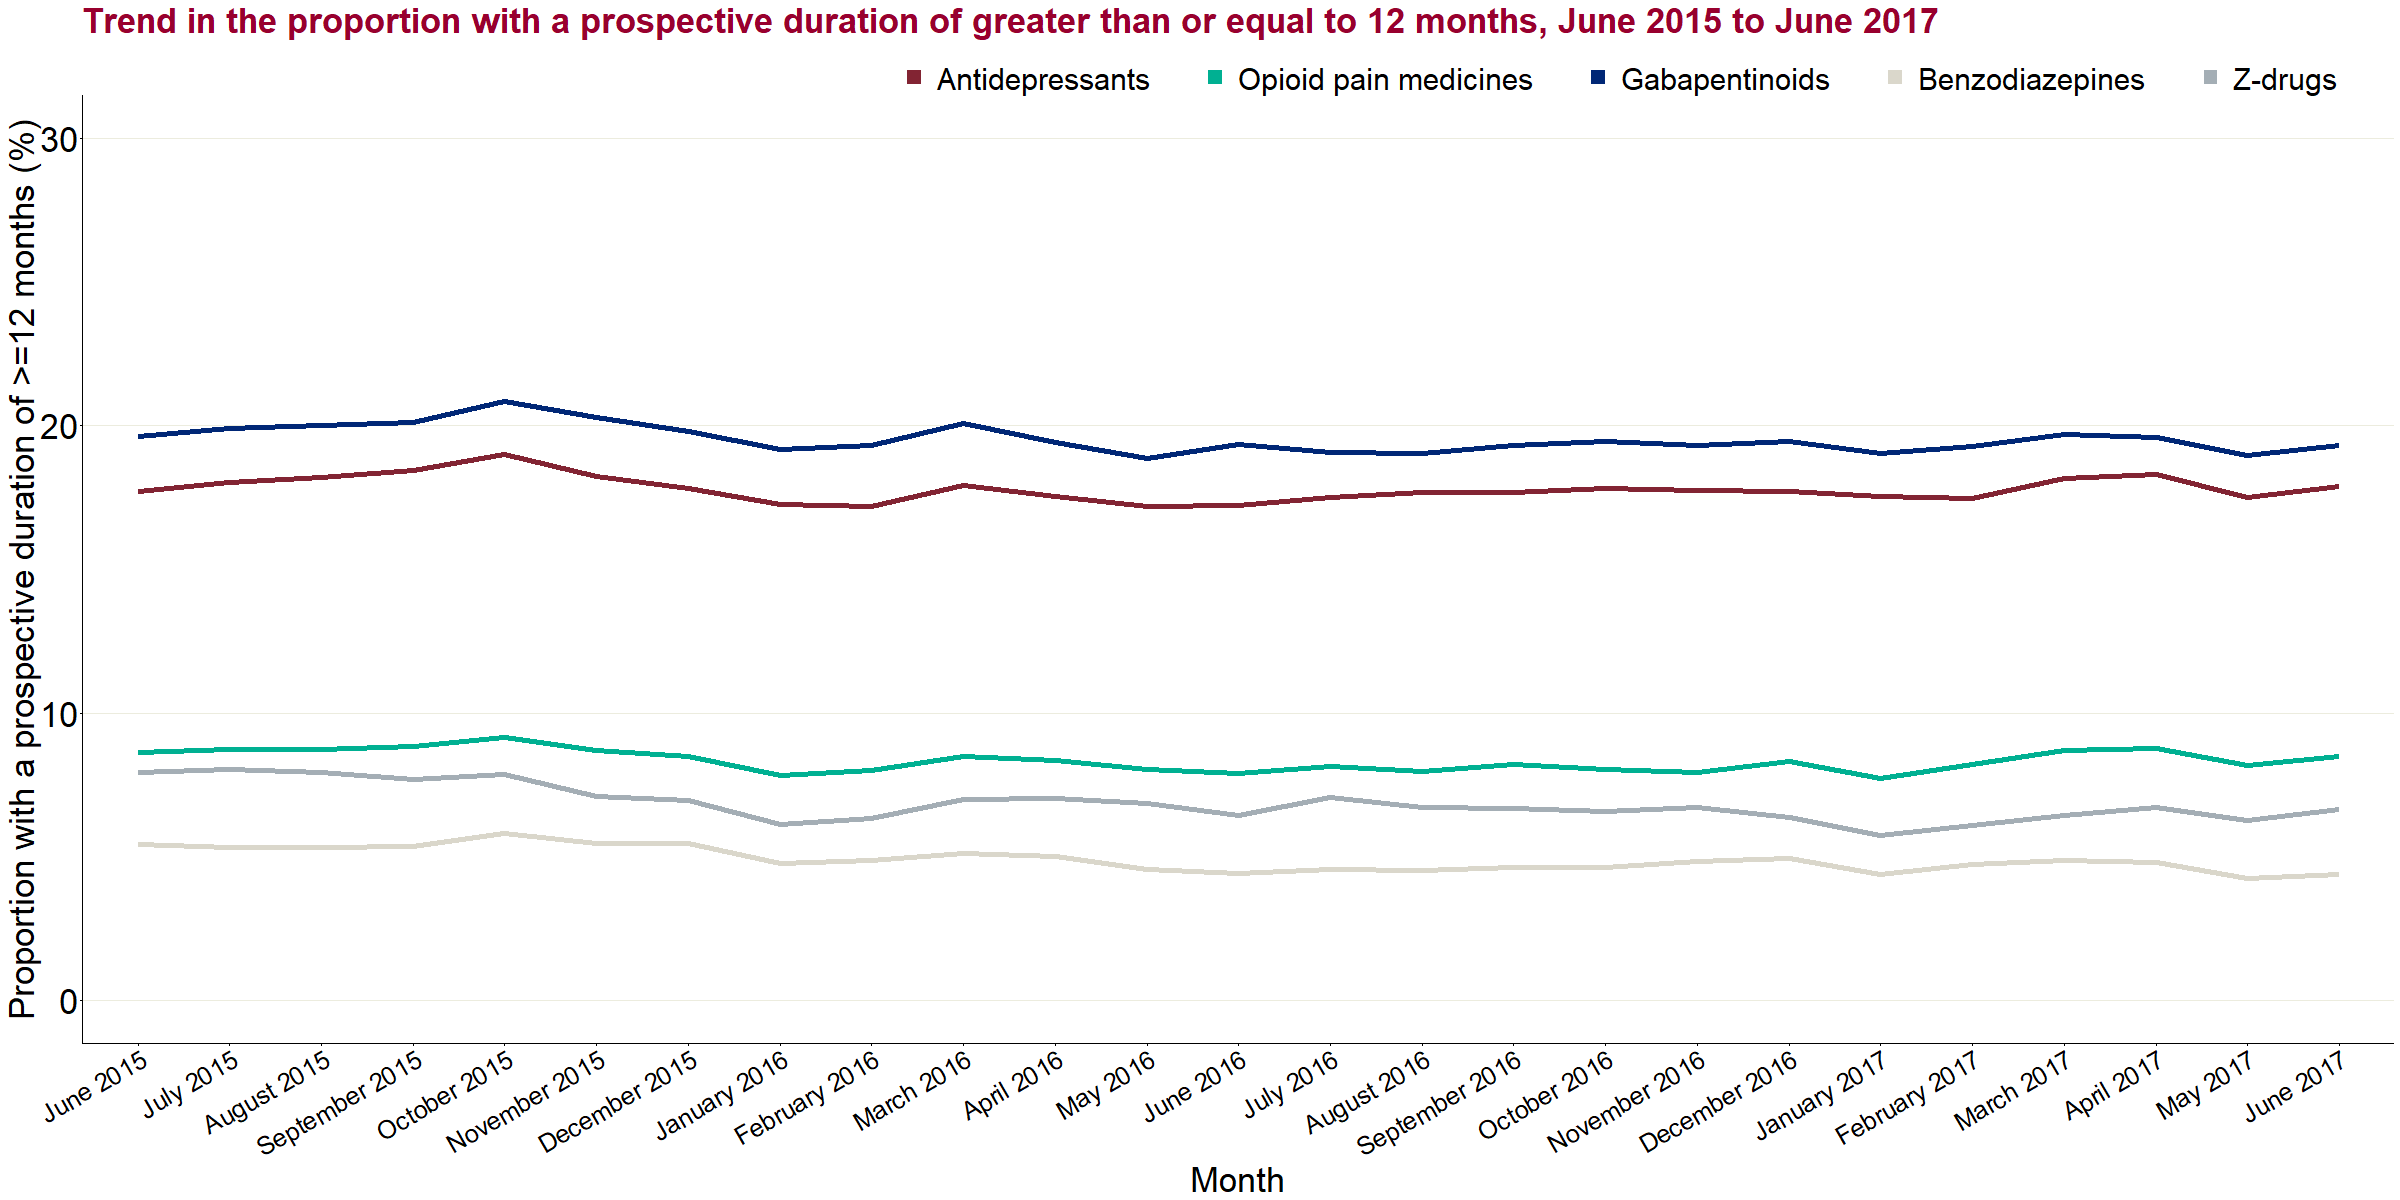 Trend in the proportion with a prospective duration of greater than or equal to 12 months, June 2015 to June 2017
Antidepressants Opioid pain medicines Gabapentinoids Benzodiazepines Z-drugs
Proportion with a prospective duration of >=12 months (%)
30
20
10
0
June 2015 July 2015 August 2015 September 2015 October 2015 November 2015 December 2015 January 2016 February 2016 March 2016 April 2016 May 2016 June 2016 July 2016 August 2016 September 2016 October 2016 November 2016 December 2016 January 2017 February 2017 March 2017 April 2017 May 2017 June 2017
Month